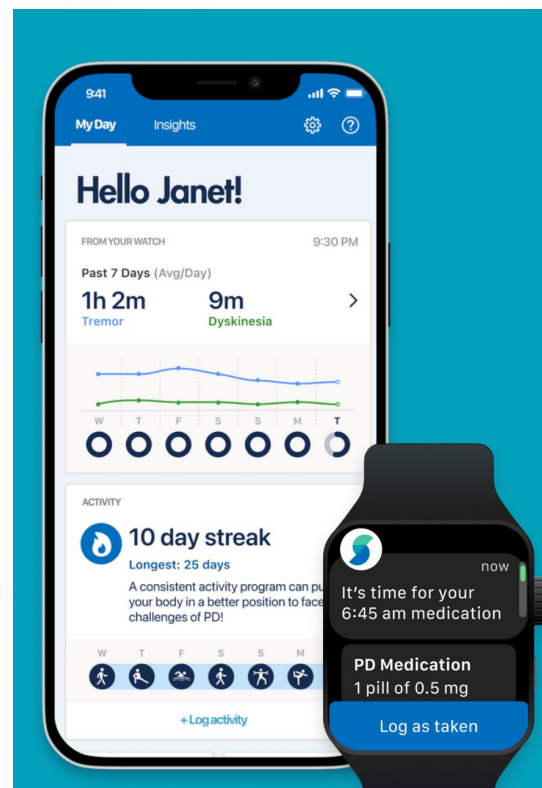 9:41
My Day Insights
Hello Janet!
FROM YOUR WATCH 9:30 PM
Past 7 Days (Avg/Day)
1h 2m 9m
Tremor Dyskinesia
W T F S S M T
ACTIVITY
10 day streak
Longest: 25 days
A consistent activity program can
your body in a better position to face
challenges of PD!
W T F S S M
+ Log activity
now
It's time for your
6:45 am medication
PD Medication
1 pill of 0.5 mg
Log as taken